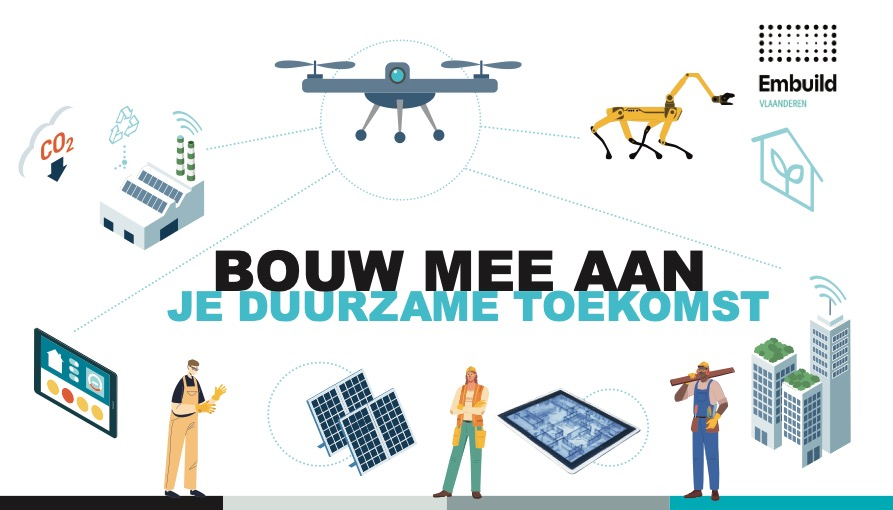 Embuild
VLAANDEREN
CO2
BOUW MEE AAN
JE DUURZAME TOEKOMST